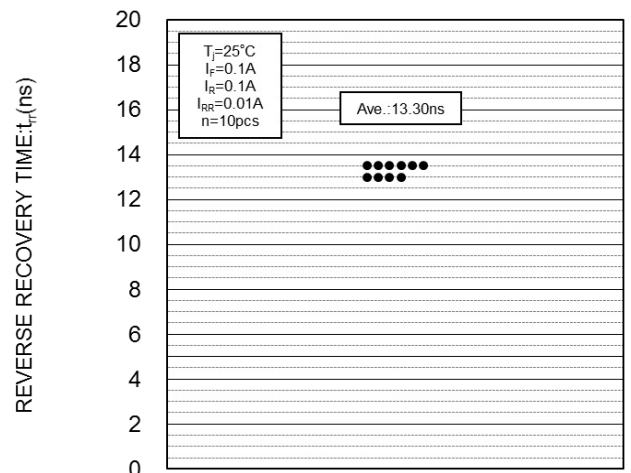 REVERSE RECOVERY TIME:trr(ns)
20
18
16
14
12
10
8
6
4
2
0
Tj=25°C
IF=0.1A
IR=0.1A
IRR=0.01A
n=10pcs
Ave.:13.30ns